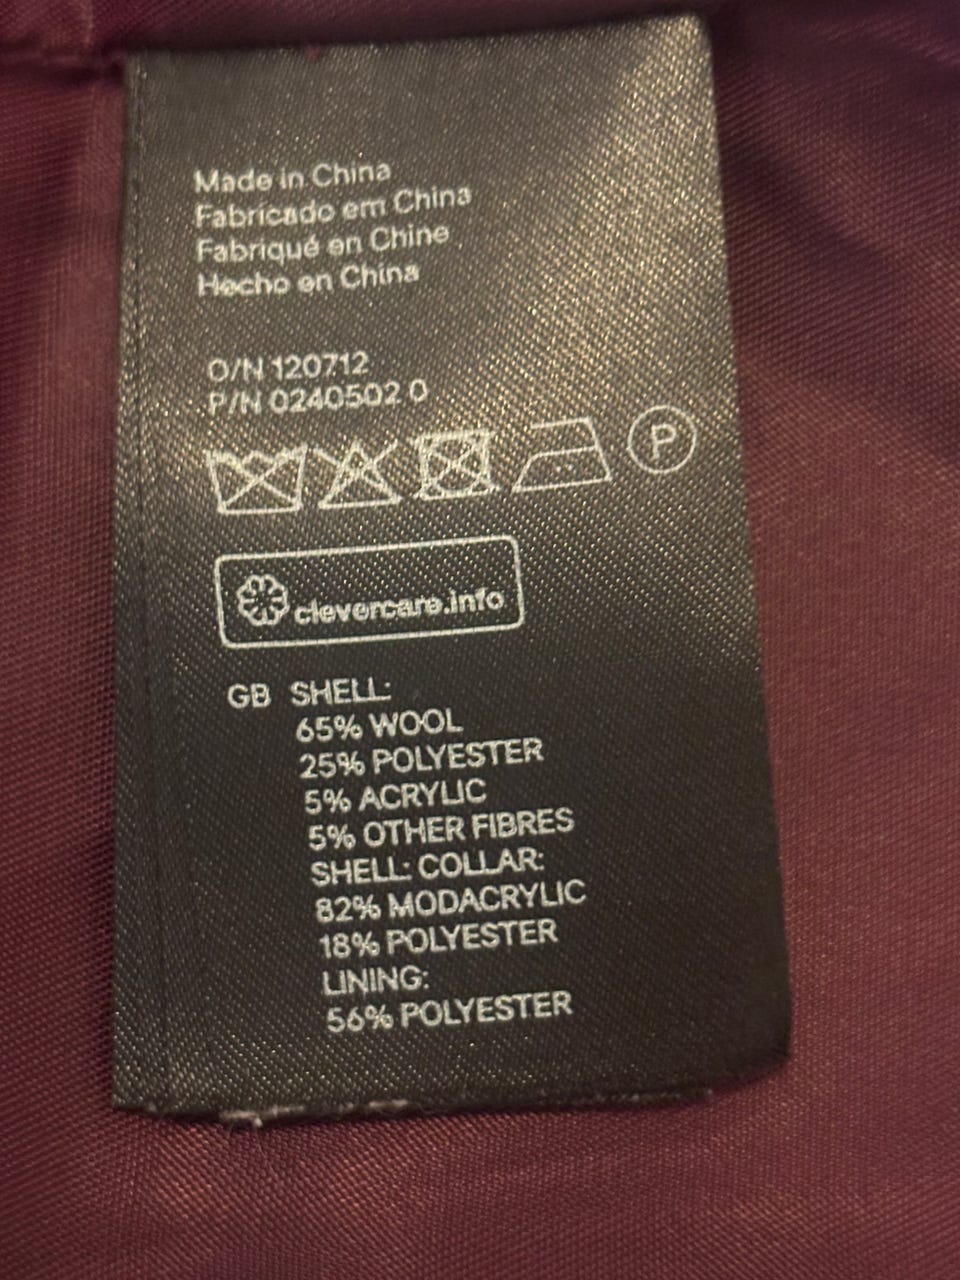 Made in China
Fabricado em China
Fabriqué en Chine
Hecho en China
O/N 120712
P/N 0240502 0
P
clevercare.info
GB SHELL:
65% WOOL
25% POLYESTER
5% ACRYLIC
5% OTHER FIBRES
SHELL: COLLAR:
82% MODACRYLIC
18% POLYESTER
LINING:
56% POLYESTER